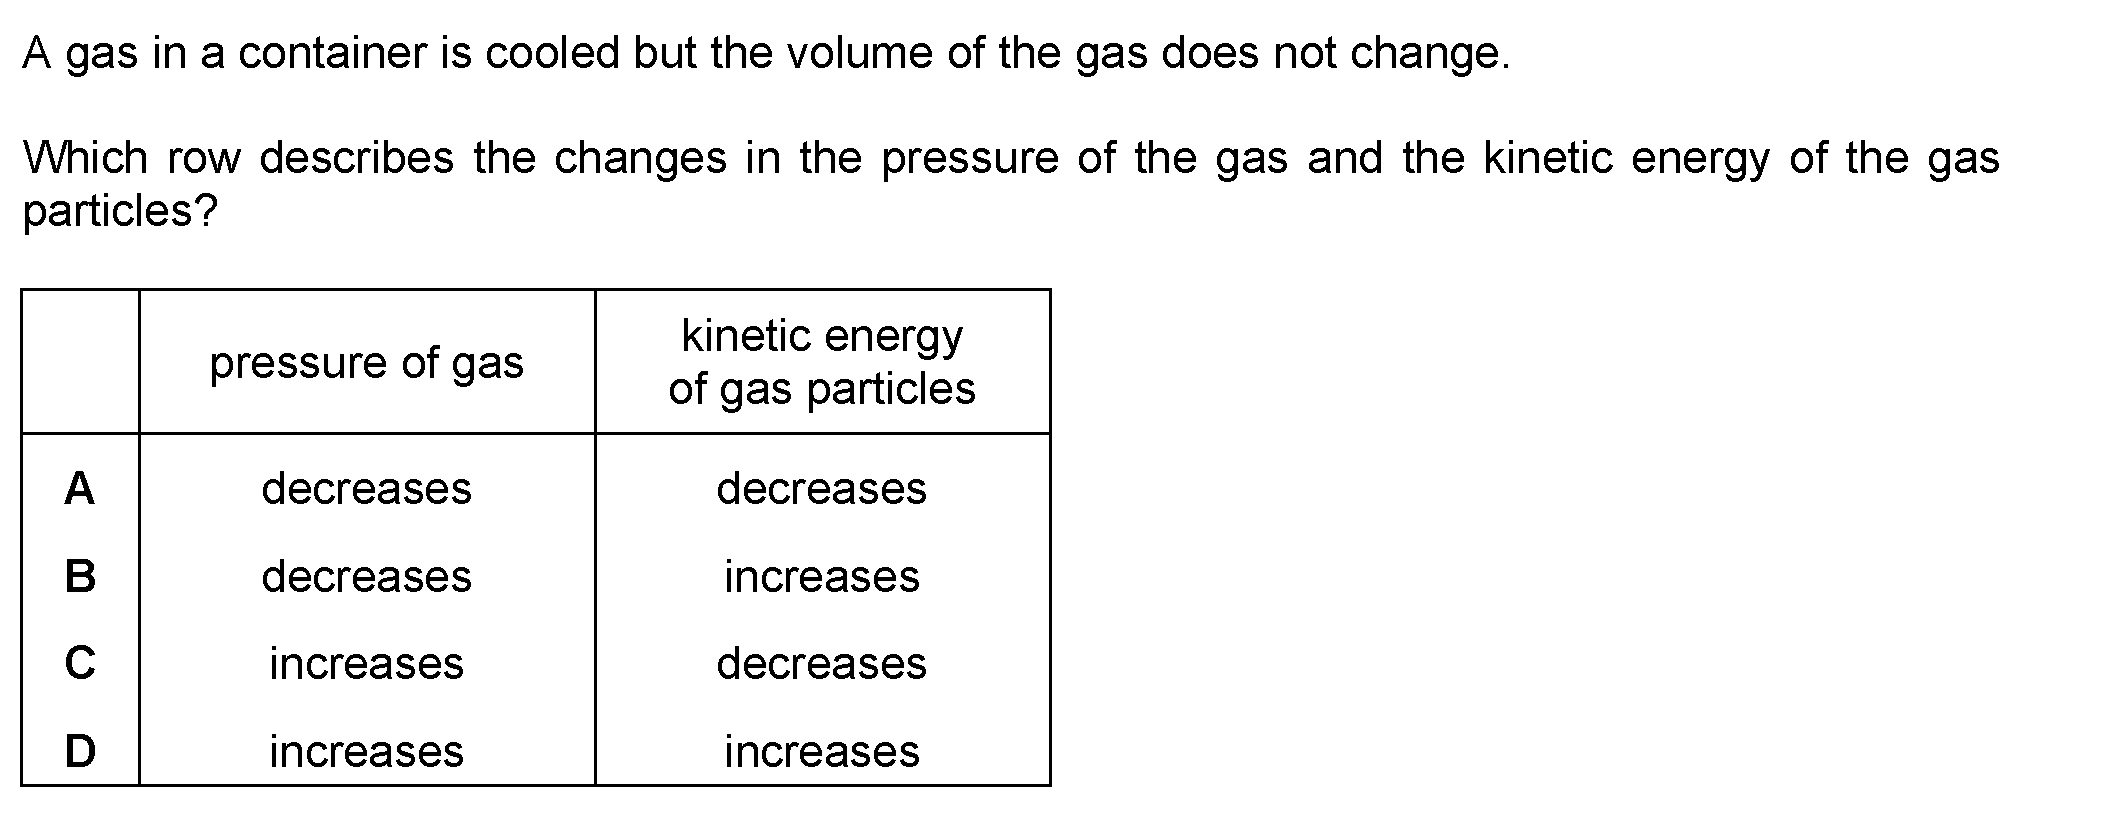 A gas in a container is cooled but the volume of the gas does not change.
Which row describes the changes in the pressure of the gas and the kinetic energy of the gas
particles?
pressure of gas
kinetic energy
of gas particles
A decreases decreases
B decreases increases
C increases decreases
D increases increases